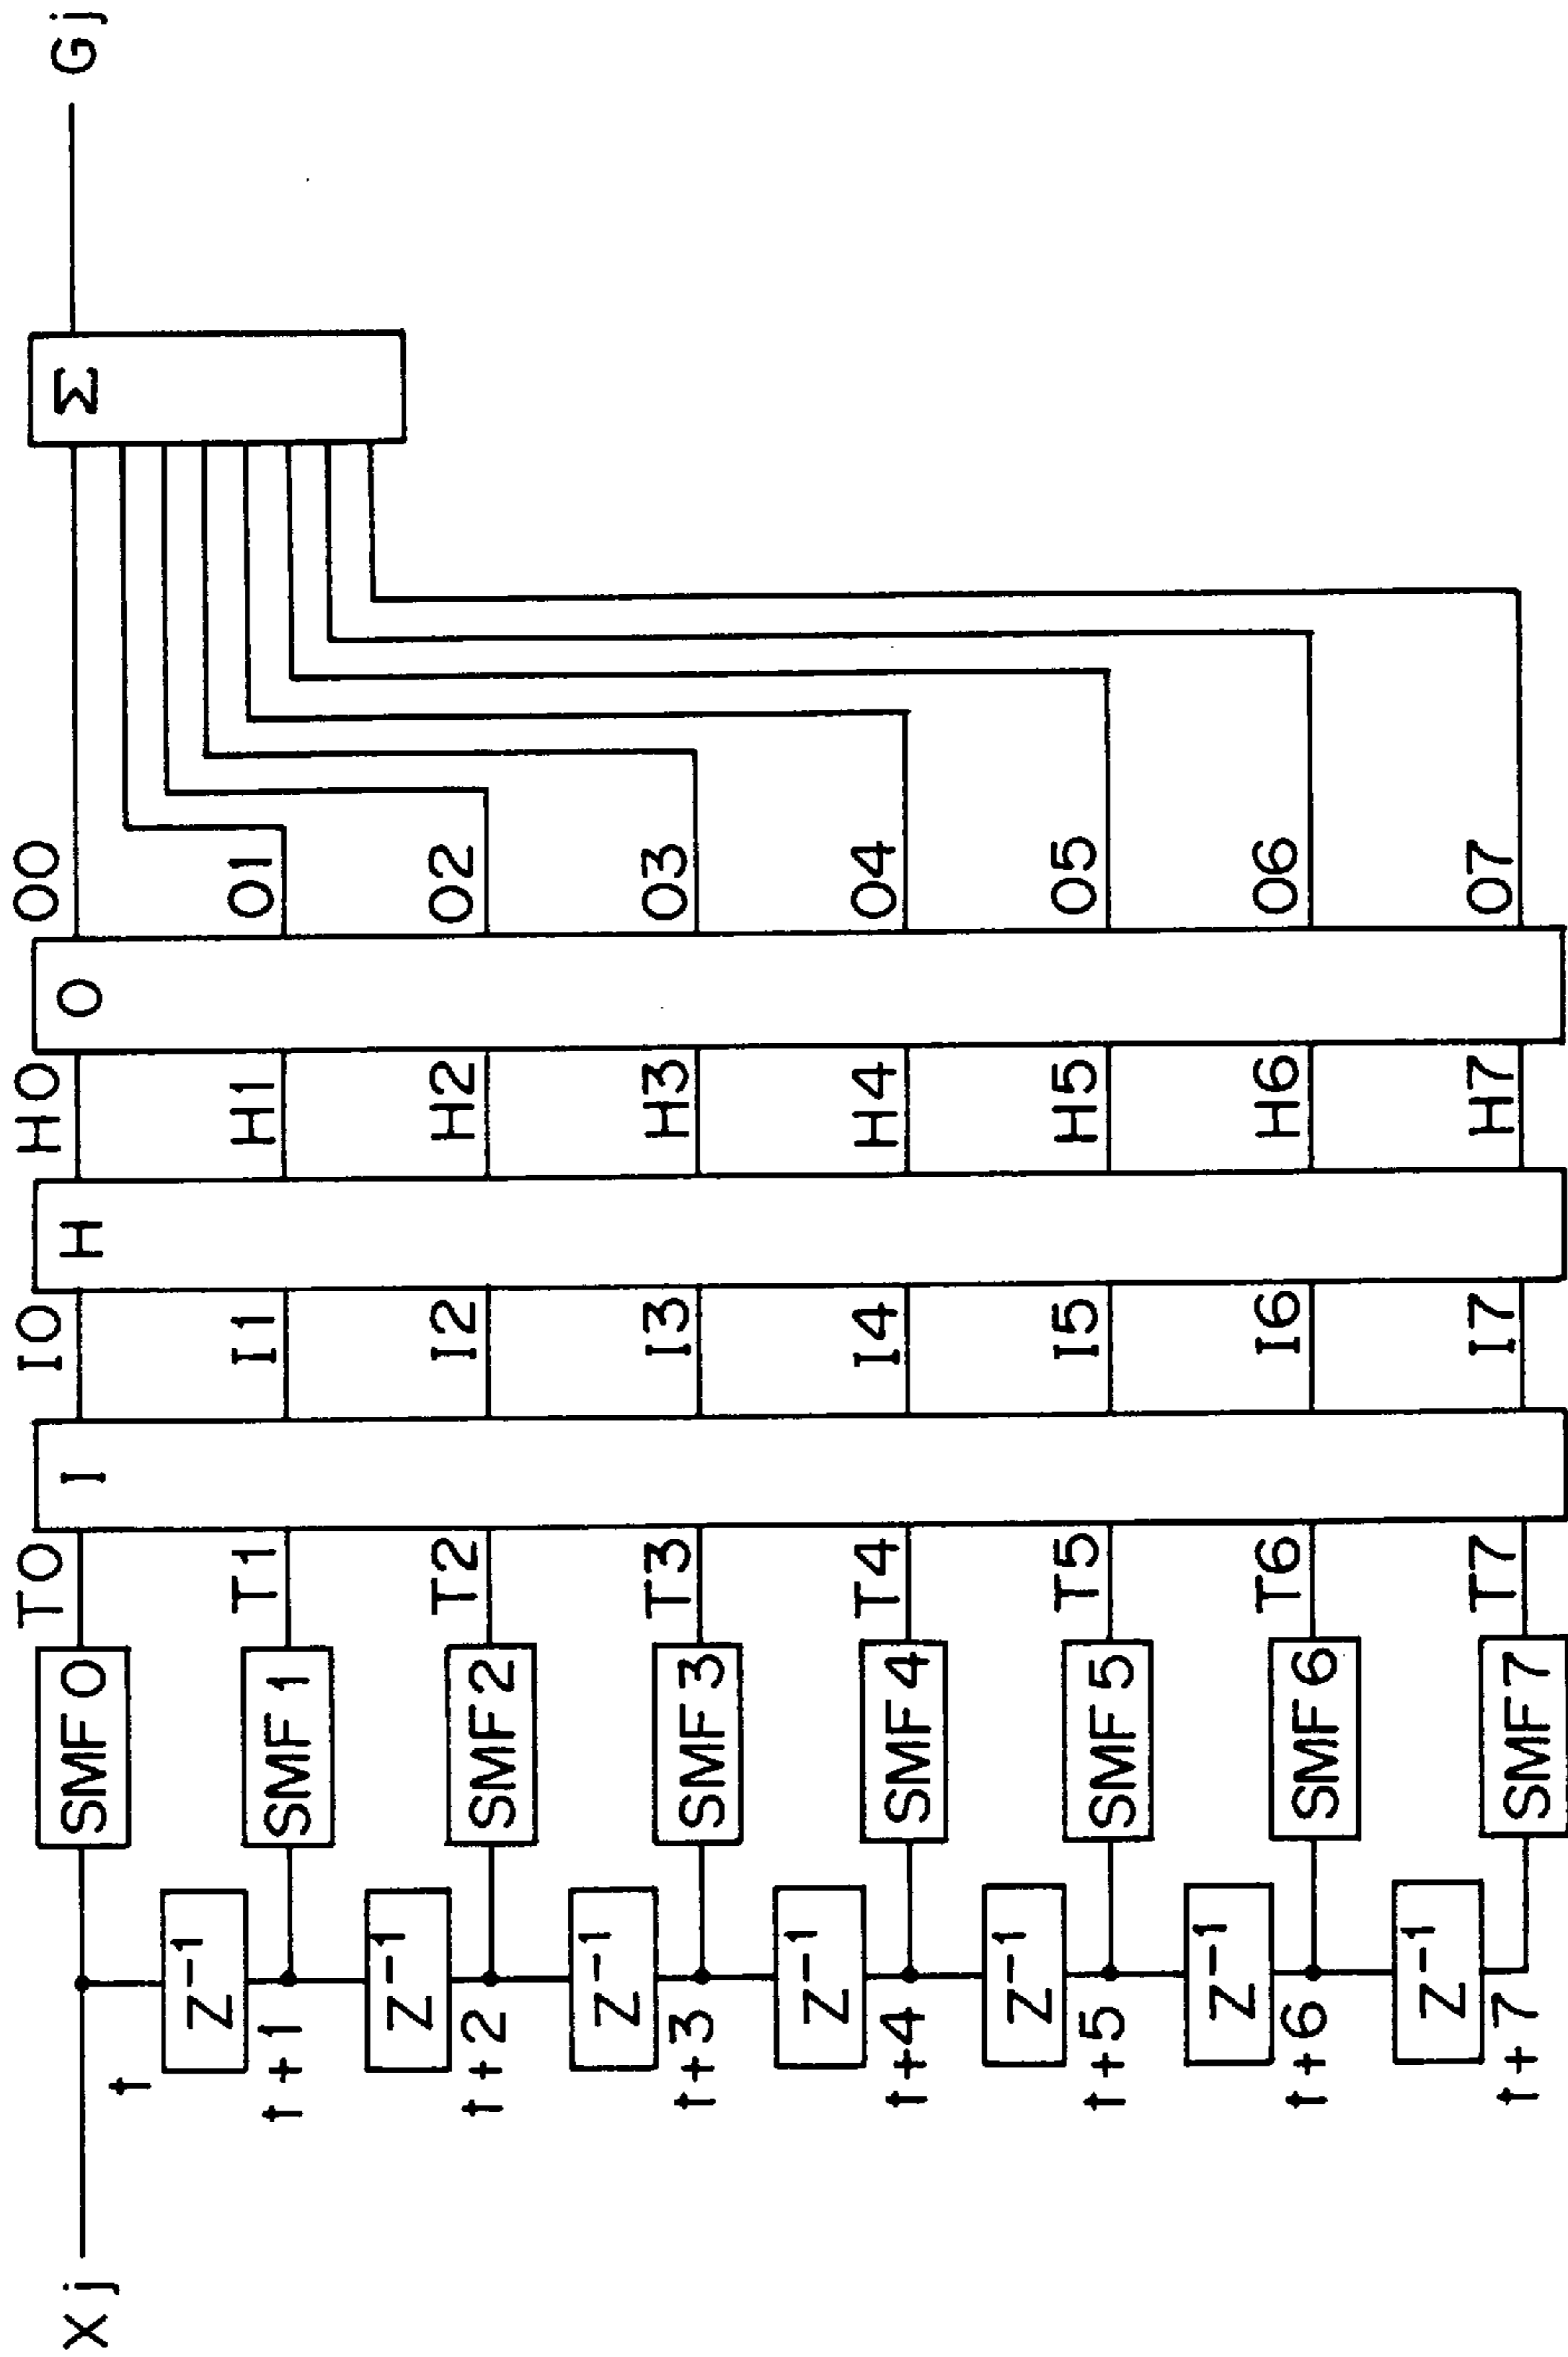 Xj
t
Z⁻¹
t+1
Z⁻¹
t+2
Z⁻¹
t+3
Z⁻¹
t+4
Z⁻¹
t+5
Z⁻¹
t+6
Z⁻¹
t+7
SMF 0
SMF 1
SMF 2
SMF 3
SMF 4
SMF 5
SMF 6
SMF 7
T0
T1
T2
T3
T4
T5
T6
T7
I
I0
I1
I2
I3
I4
I5
I6
I7
H
H0
H1
H2
H3
H4
H5
H6
H7
O
O0
O1
O2
O3
O4
O5
O6
O7
Σ
Gj